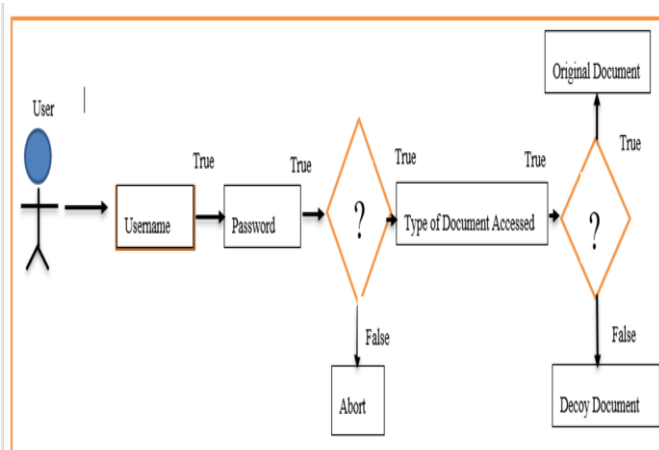 User
Username
True
Password
True
?
True
Type of Document Accessed
True
?
True
Original Document
False
Abort
False
Decoy Document